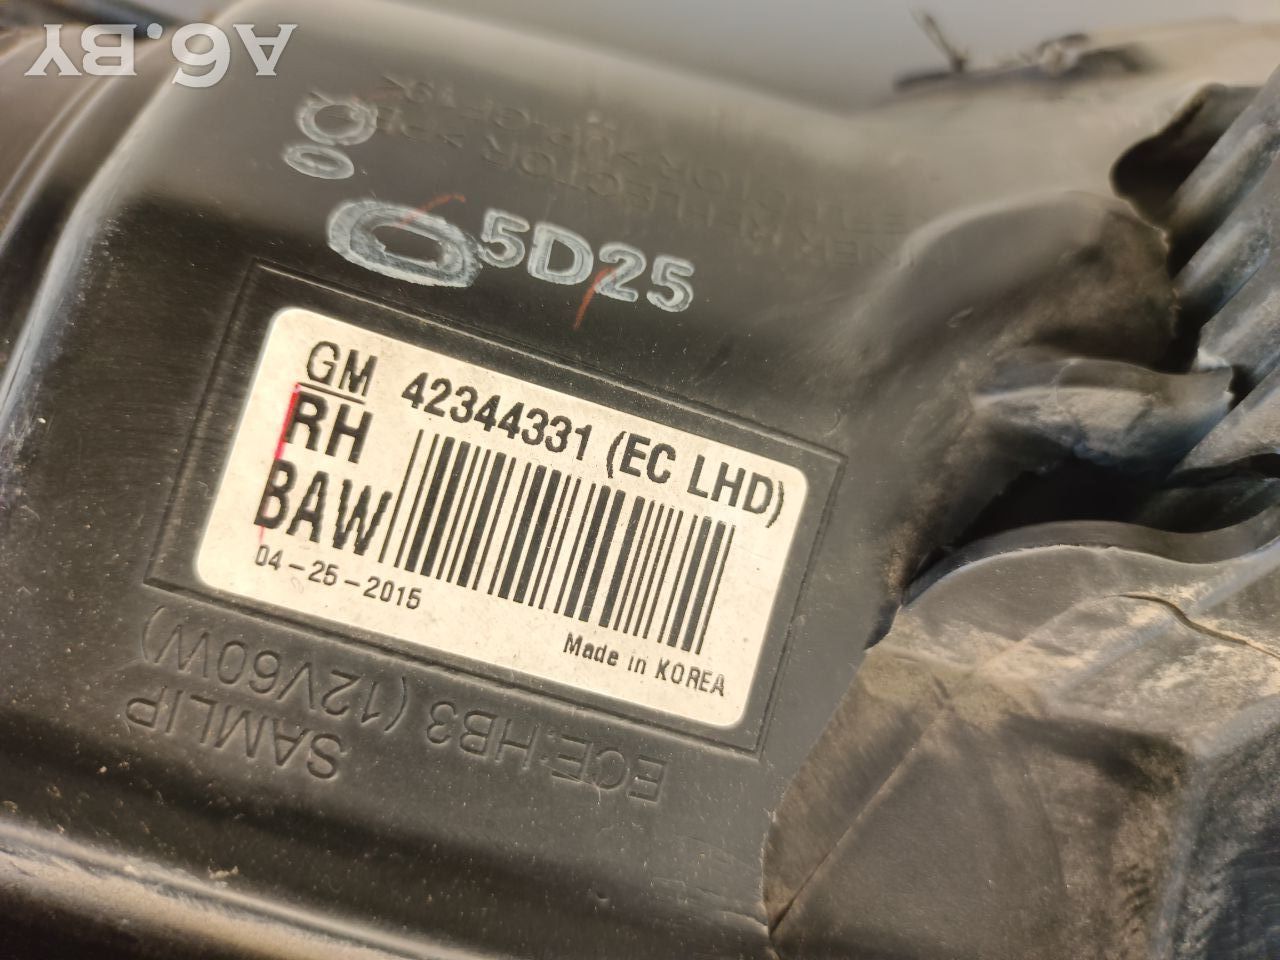 A6.BY
5D25
GM 42344331 (EC LHD)
RH
BAW
04-25-2015
Made in KOREA
ECE:HB3 (12V60W)
SAMLIP